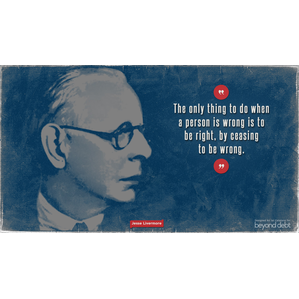 The only thing to do when
a person is wrong is to
be right, by ceasing
to be wrong.
Jesse Livermore
beyond debt